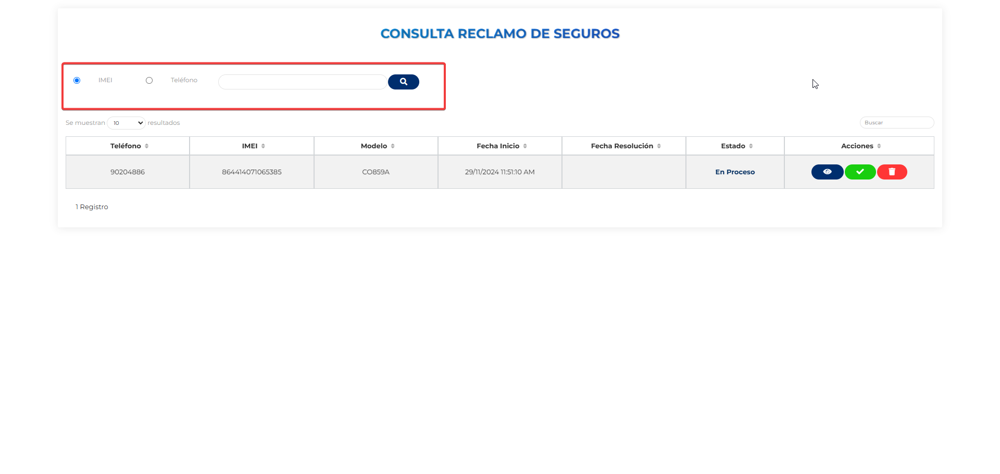 CONSULTA RECLAMO DE SEGUROS
IMEI Teléfono
Se muestran 10 resultados Buscar
Teléfono IMEI Modelo Fecha Inicio Fecha Resolución Estado Acciones
90204886 864414071065385 CO859A 29/11/2024 11:51:10 AM En Proceso
1 Registro